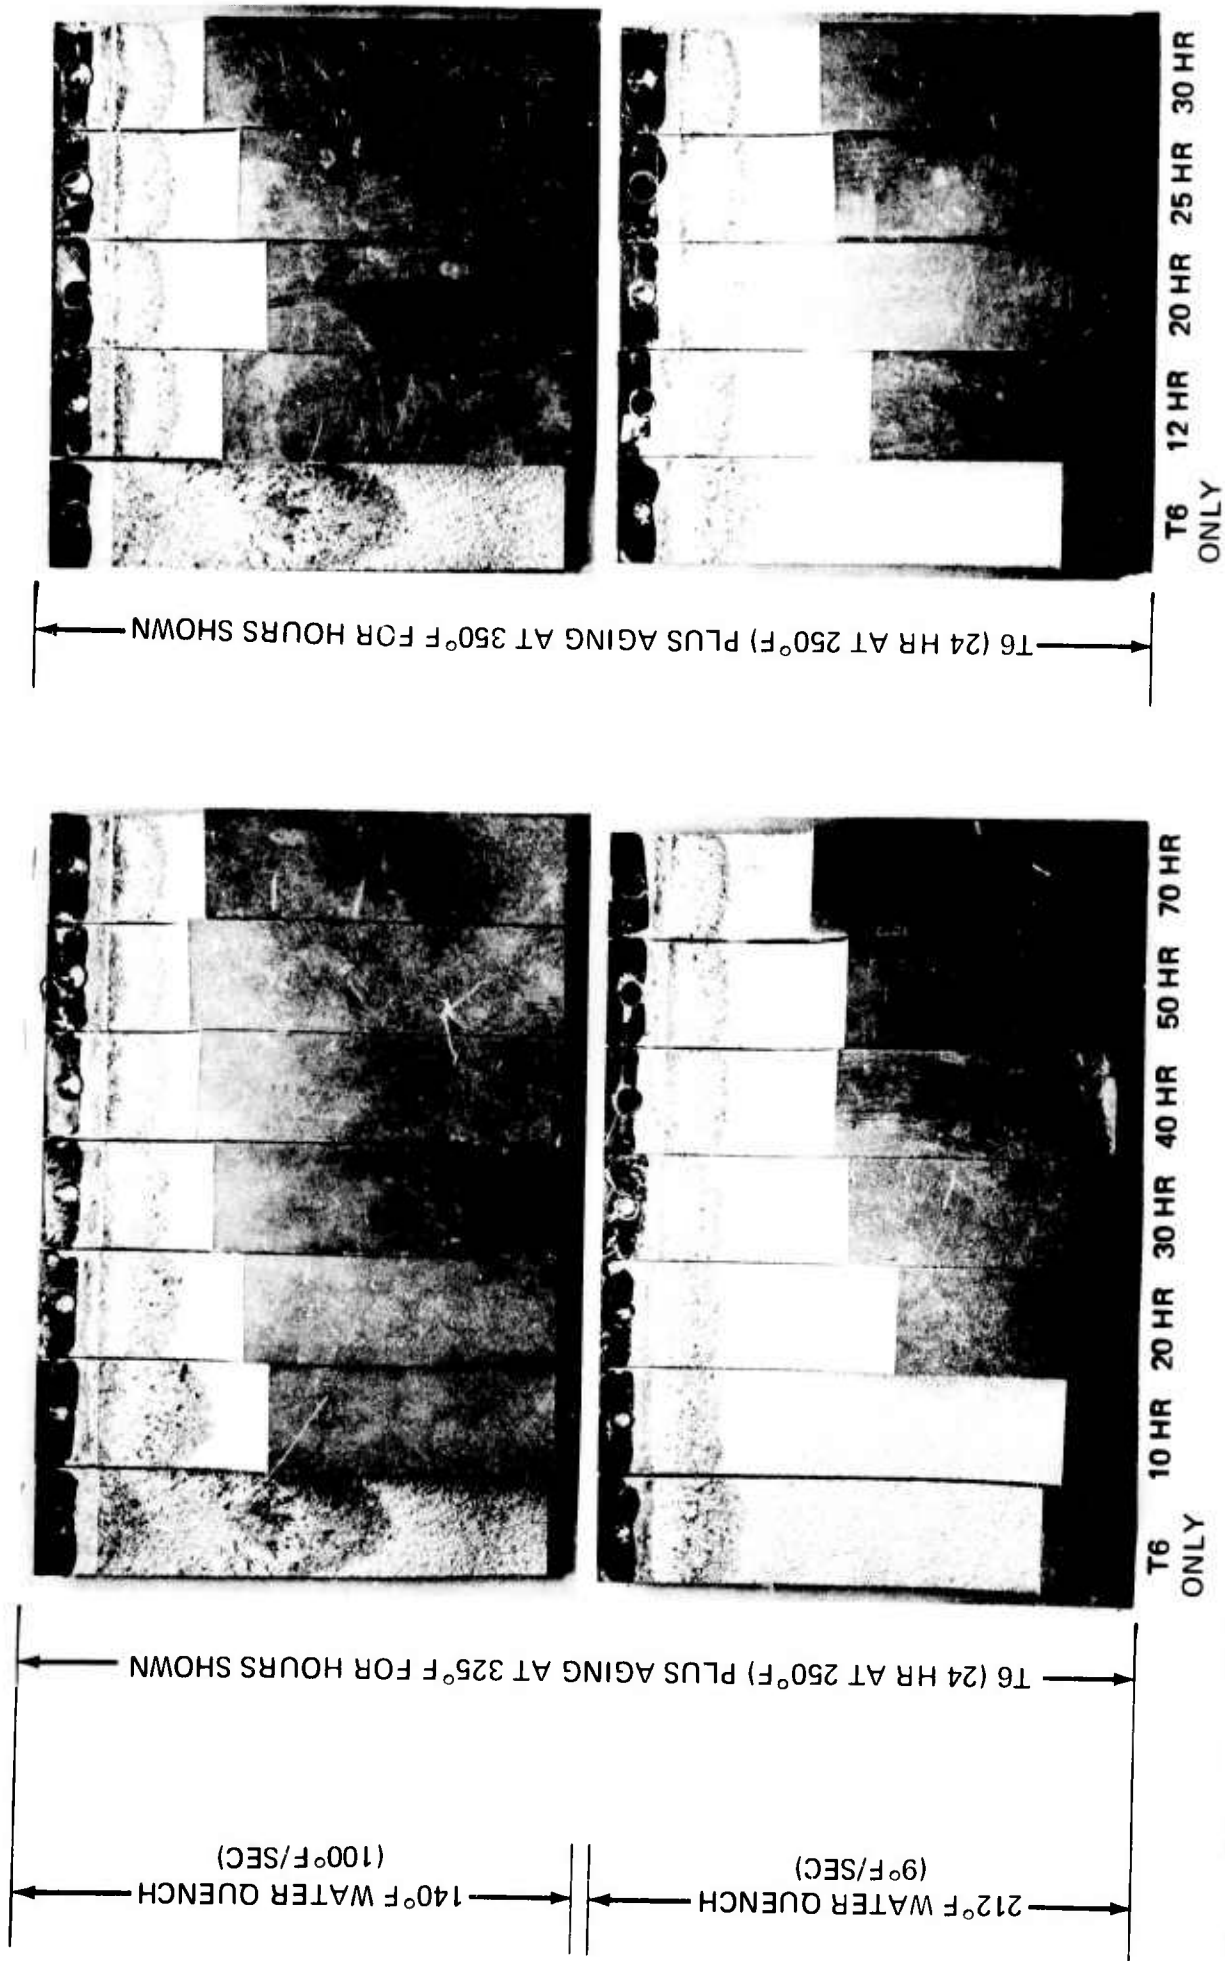 140°F WATER QUENCH
(100°F/SEC)
212°F WATER QUENCH
(9°F/SEC)
T6 (24 HR AT 250°F) PLUS AGING AT 325°F FOR HOURS SHOWN
T6 ONLY
10 HR
20 HR
30 HR
40 HR
50 HR
70 HR
T6 (24 HR AT 250°F) PLUS AGING AT 350°F FOR HOURS SHOWN
T6 ONLY
12 HR
20 HR
25 HR
30 HR